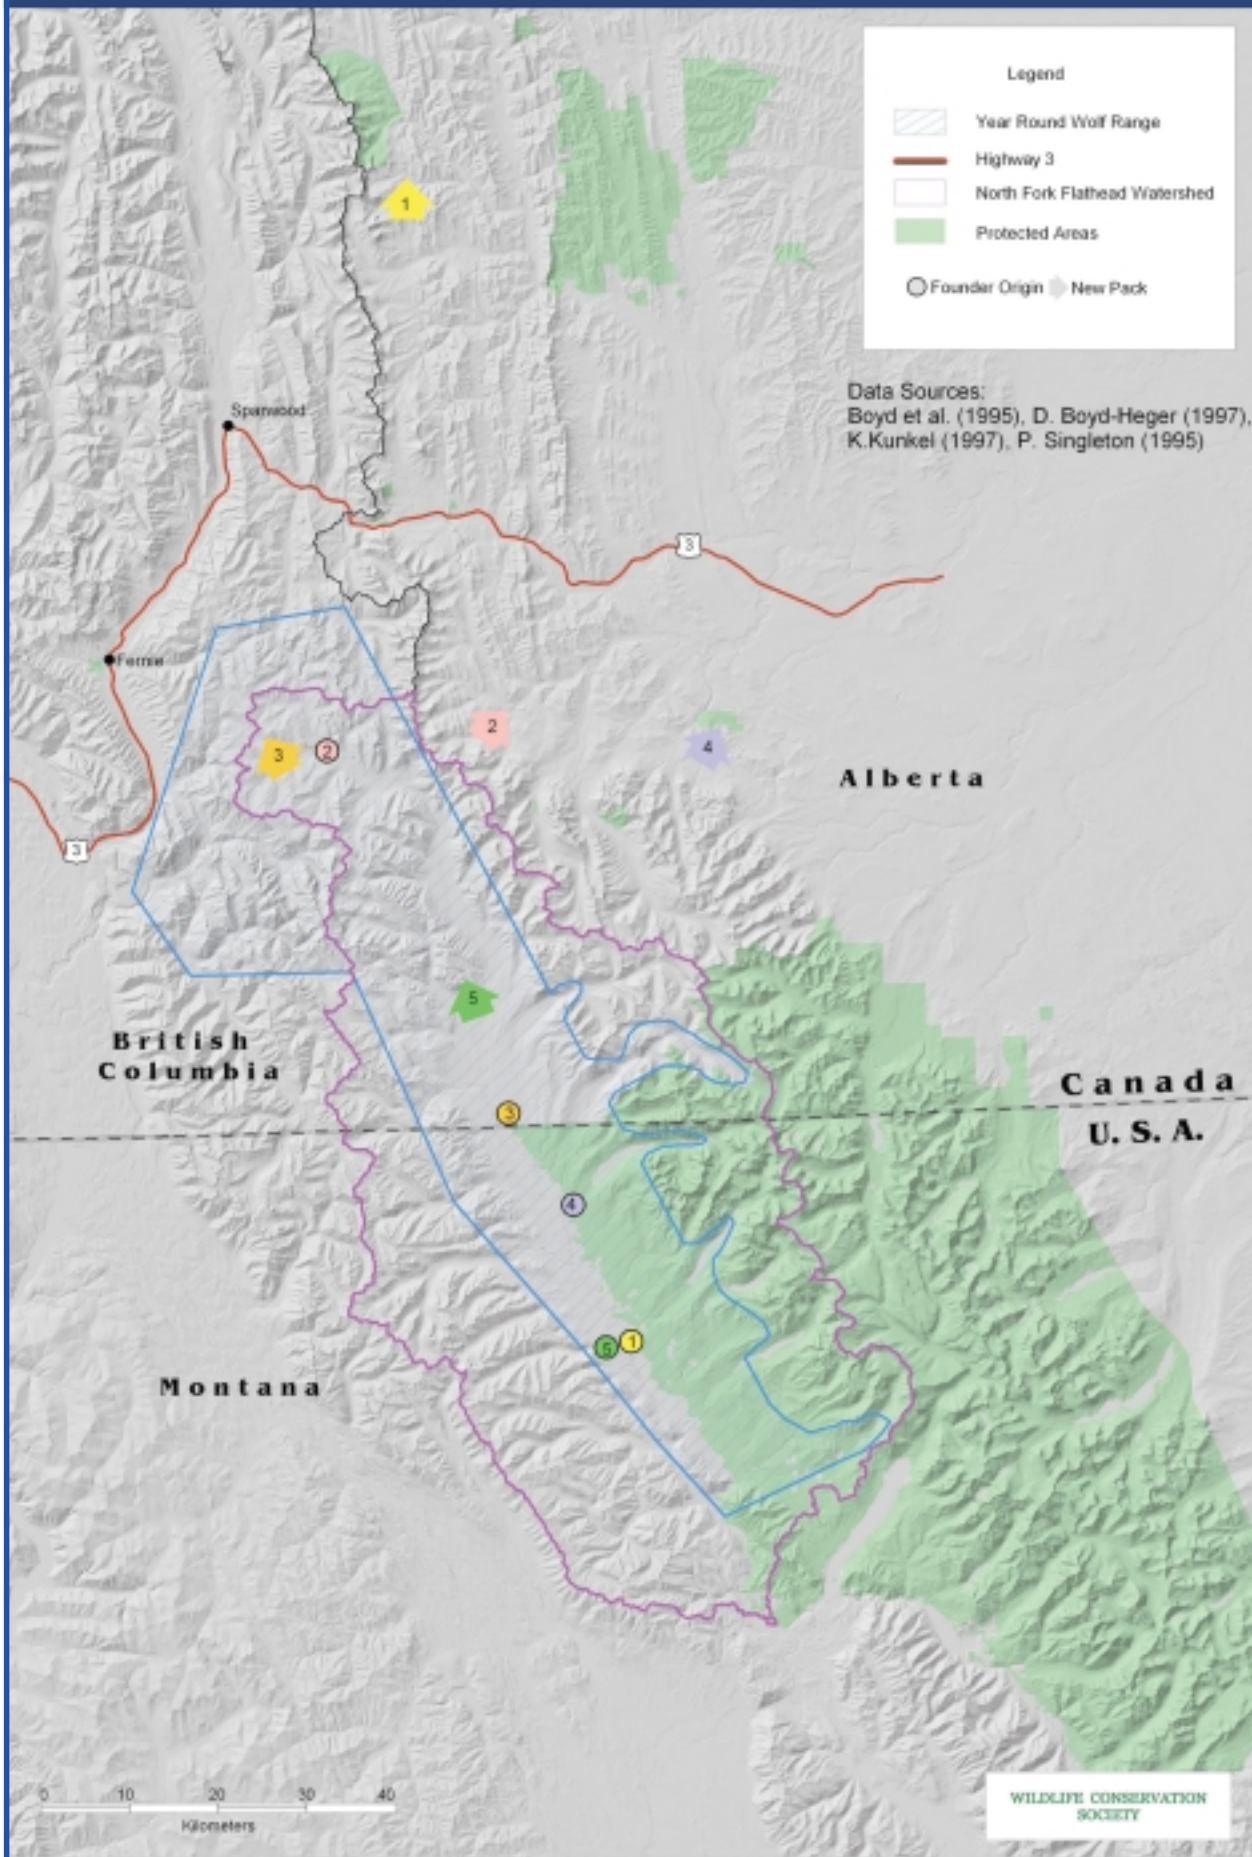 Legend
Year Round Wolf Range
Highway 3
North Fork Flathead Watershed
Protected Areas
Founder Origin New Pack
1
Data Sources:
Boyd et al. (1995), D. Boyd-Heger (1997),
K.Kunkel (1997), P. Singleton (1995)
Sparwood
3
Fernie
2
4
3
2
Alberta
3
5
British
Columbia
Canada
3
U. S. A.
4
5
1
Montana
0 10 20 30 40
Kilometers
WILDLIFE CONSERVATION
SOCIETY